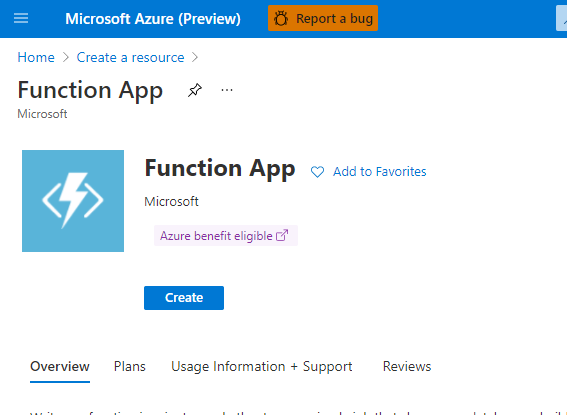 Microsoft Azure (Preview) Report a bug
Home > Create a resource >
Function App ...
Microsoft
Function App Add to Favorites
Microsoft
Azure benefit eligible
Create
Overview Plans Usage Information + Support Reviews